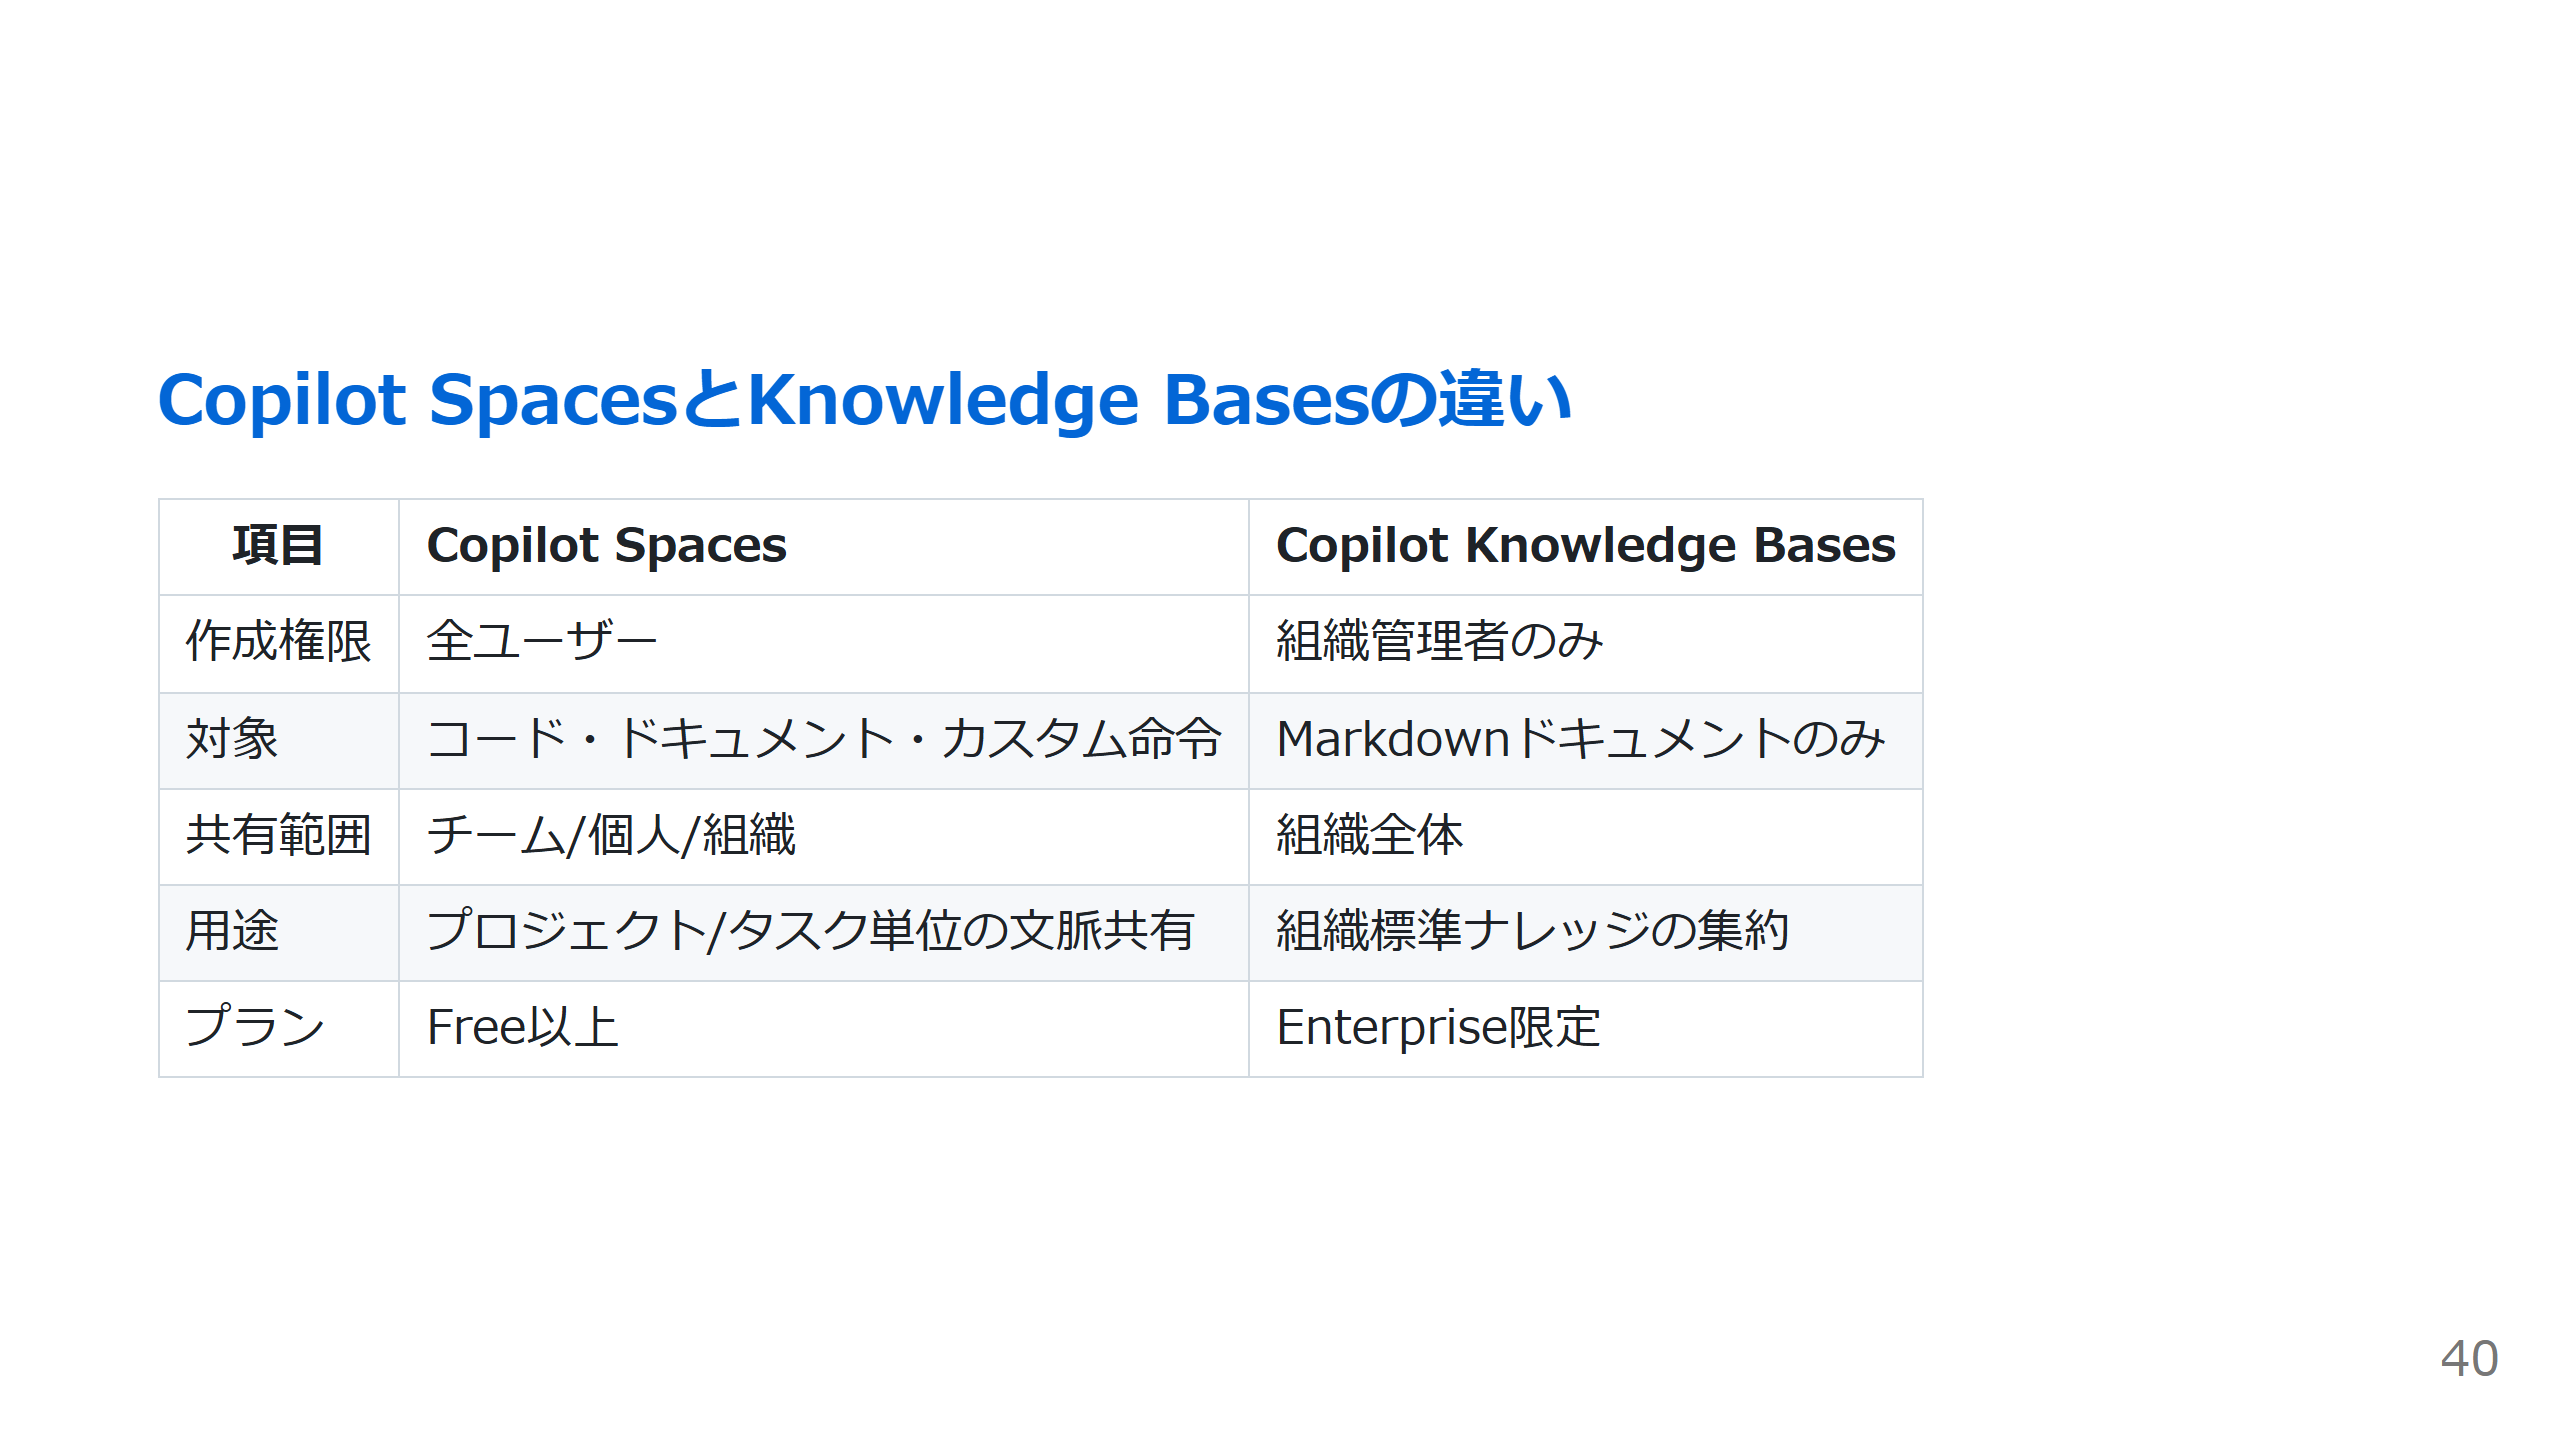 Copilot SpacesとKnowledge Basesの違い
項目 Copilot Spaces Copilot Knowledge Bases
作成権限 全ユーザー 組織管理者のみ
対象 コード・ドキュメント・カスタム命令 Markdownドキュメントのみ
共有範囲 チーム/個人/組織 組織全体
用途 プロジェクト/タスク単位の文脈共有 組織標準ナレッジの集約
プラン Free以上 Enterprise限定
40